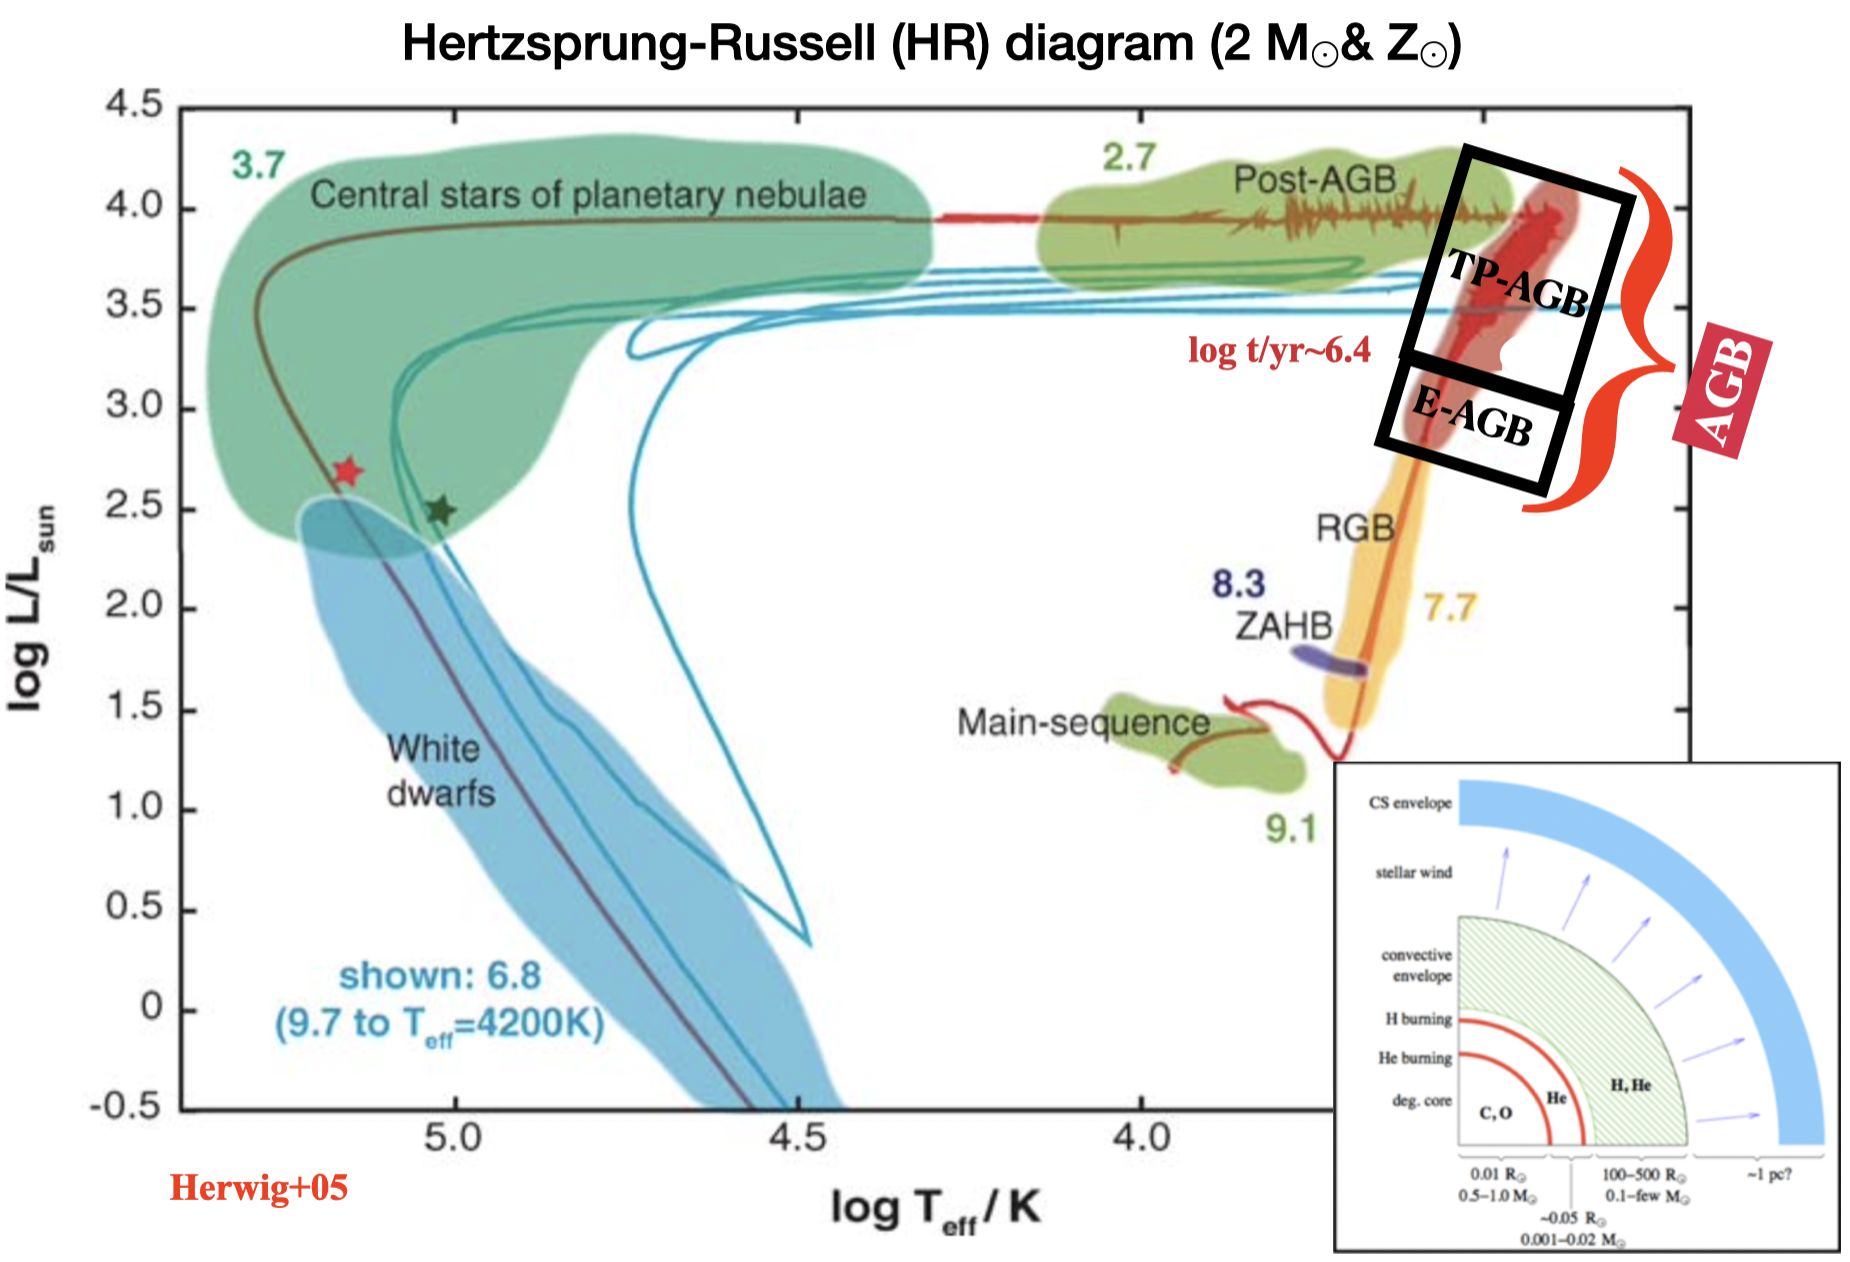 Hertzsprung-Russell (HR) diagram (2 M☉& Z☉)
4.5
4.0
3.5
3.0
2.5
2.0
1.5
1.0
0.5
0
-0.5
log L/Lsun
3.7
Central stars of planetary nebulae
2.7
Post-AGB
TP-AGB
log t/yr~6.4
E-AGB
AGB
RGB
8.3
ZAHB
7.7
Main-sequence
9.1
White
dwarfs
shown: 6.8
(9.7 to Teff=4200K)
5.0
4.5
4.0
log Teff / K
Herwig+05
CS envelope
stellar wind
convective
envelope
H burning
He burning
deg. core
C, O
He
H, He
0.01 R☉
0.5–1.0 M☉
~0.05 R☉
0.001–0.02 M☉
100–500 R☉
0.1–few M☉
~1 pc?